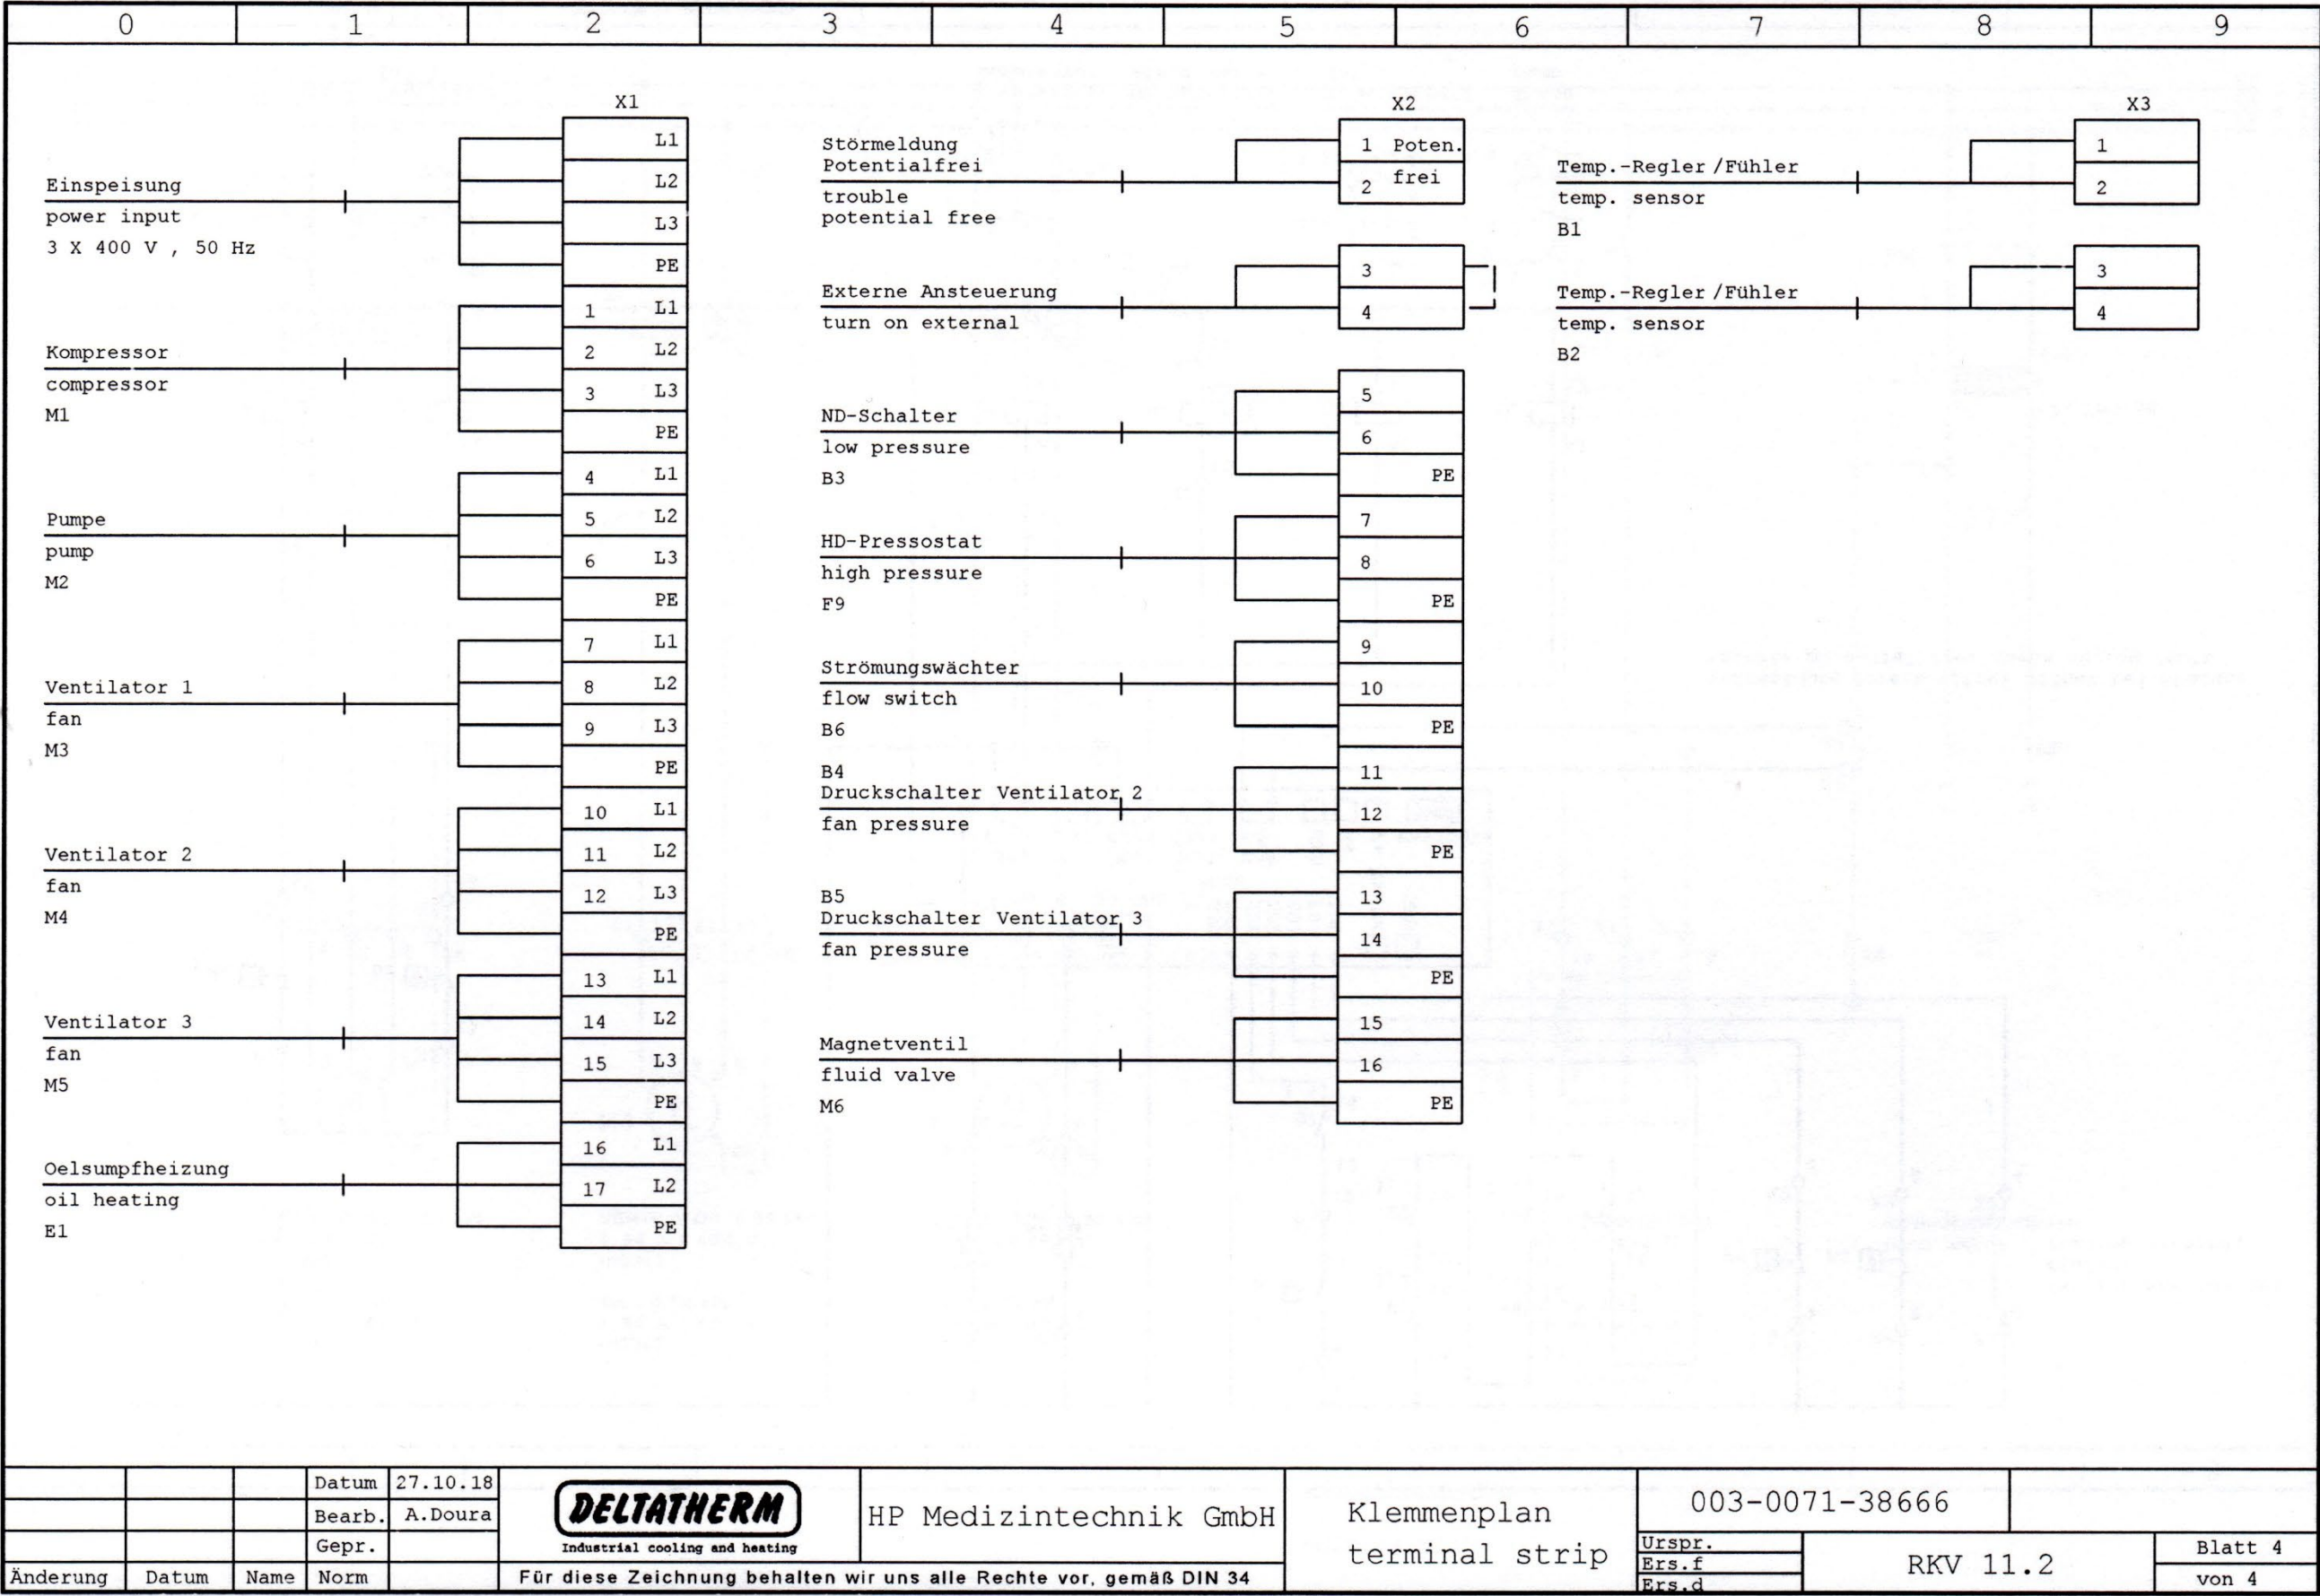 0 1 2 3 4 5 6 7 8 9
X1
L1
L2
L3
PE
Einspeisung
power input
3 X 400 V , 50 Hz
1 L1
2 L2
3 L3
PE
Kompressor
compressor
M1
4 L1
5 L2
6 L3
PE
Pumpe
pump
M2
7 L1
8 L2
9 L3
PE
Ventilator 1
fan
M3
10 L1
11 L2
12 L3
PE
Ventilator 2
fan
M4
13 L1
14 L2
15 L3
PE
Ventilator 3
fan
M5
16 L1
17 L2
PE
Oelsumpfheizung
oil heating
E1
X2
Störmeldung
Potentialfrei
trouble
potential free
1 Poten.
2 frei
Externe Ansteuerung
turn on external
3
4
ND-Schalter
low pressure
B3
5
6
PE
HD-Pressostat
high pressure
F9
7
8
PE
Strömungswächter
flow switch
B6
9
10
PE
B4
Druckschalter Ventilator 2
fan pressure
11
12
PE
B5
Druckschalter Ventilator 3
fan pressure
13
14
PE
Magnetventil
fluid valve
M6
15
16
PE
X3
Temp.-Regler /Fühler
temp. sensor
B1
1
2
Temp.-Regler /Fühler
temp. sensor
B2
3
4
Datum 27.10.18
Bearb. A.Doura
Gepr.
Änderung Datum Name Norm
DELTATHERM
Industrial cooling and heating
Für diese Zeichnung behalten wir uns alle Rechte vor, gemäß DIN 34
HP Medizintechnik GmbH
Klemmenplan
terminal strip
003-0071-38666
Urspr.
Ers.f
Ers.d
RKV 11.2
Blatt 4
von 4